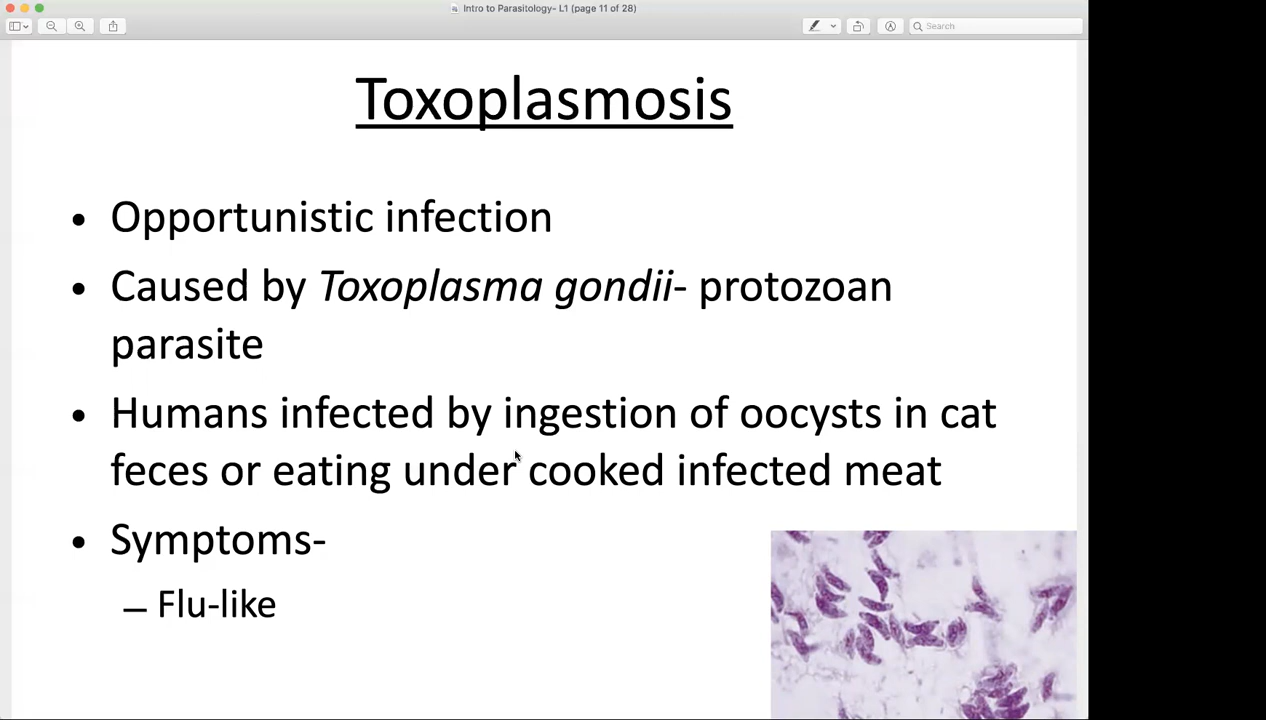 Intro to Parasitology- L1 (page 11 of 28)
Search
Toxoplasmosis
• Opportunistic infection
• Caused by Toxoplasma gondii- protozoan
parasite
• Humans infected by ingestion of oocysts in cat
feces or eating under cooked infected meat
• Symptoms-
– Flu-like